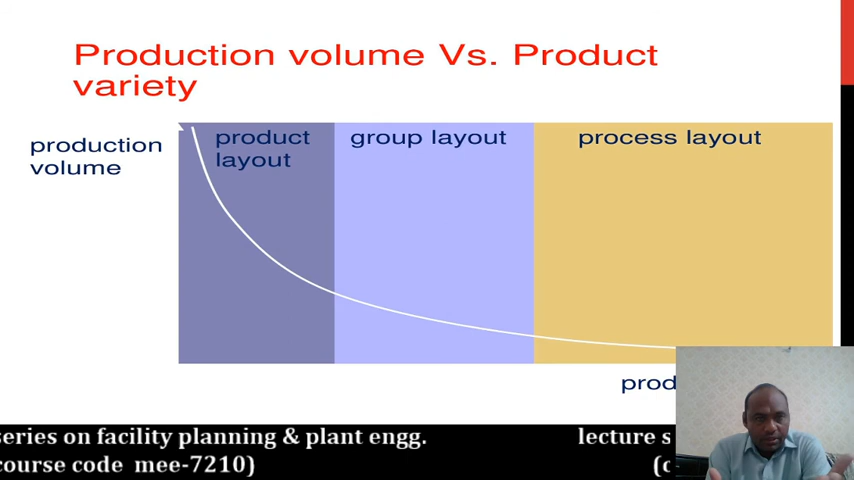 Production volume Vs. Product
variety
production
volume
product
layout
group layout
process layout
series on facility planning & plant engg.
course code mee-7210)
lecture s